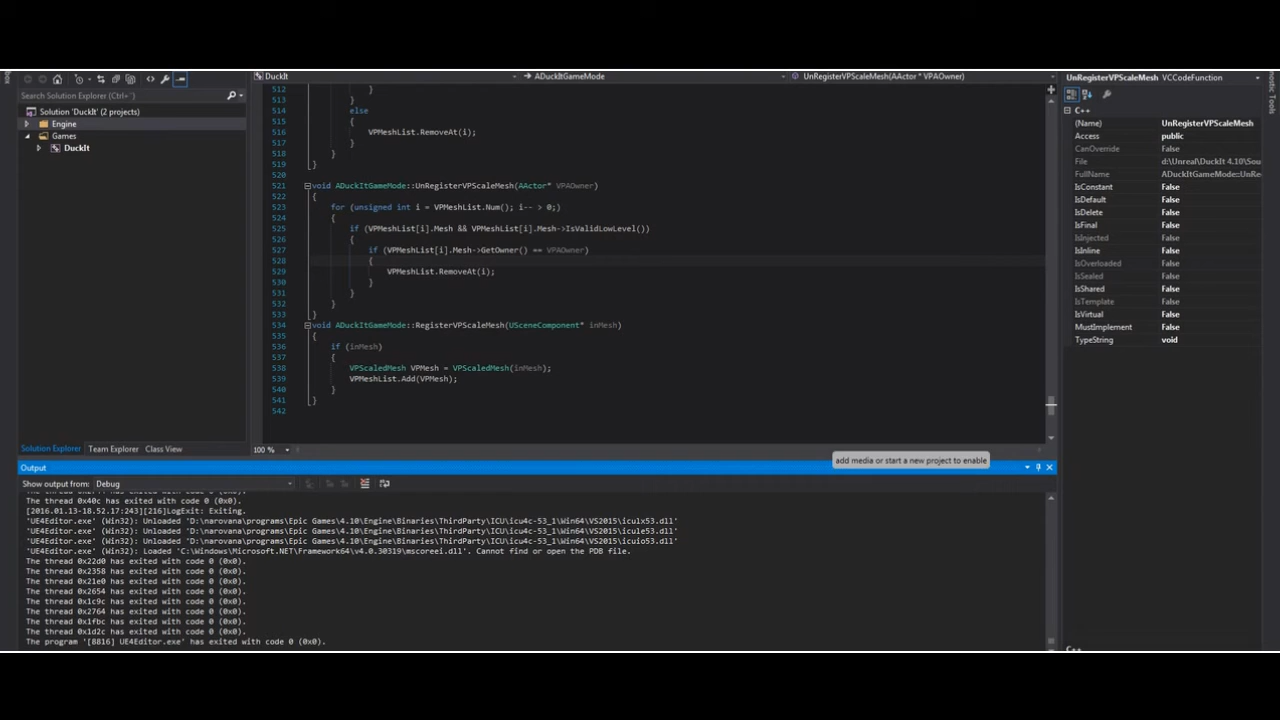 DuckIt
ADuckItGameMode
UnRegisterVPScaleMesh(AActor * VPAOwner)
UnRegisterVPScaleMesh VCCodeFunction
Search Solution Explorer (Ctrl+')
Solution 'DuckIt' (2 projects)
Engine
Games
DuckIt
512 }
513 }
514 else
515 {
516 VPMeshList.RemoveAt(i);
517 }
518 }
519 }
520
521 void ADuckItGameMode::UnRegisterVPScaleMesh(AActor* VPAOwner)
522 {
523 for (unsigned int i = VPMeshList.Num(); i-- > 0;)
524 {
525 if (VPMeshList[i].Mesh && VPMeshList[i].Mesh->IsValidLowLevel())
526 {
527 if (VPMeshList[i].Mesh->GetOwner() == VPAOwner)
528 {
529 VPMeshList.RemoveAt(i);
530 }
531 }
532 }
533 }
534 void ADuckItGameMode::RegisterVPScaleMesh(USceneComponent* inMesh)
535 {
536 if (inMesh)
537 {
538 VPScaledMesh VPMesh = VPScaledMesh(inMesh);
539 VPMeshList.Add(VPMesh);
540 }
541 }
542
C++
(Name) UnRegisterVPScaleMesh
Access public
CanOverride False
File d:\Unreal\DuckIt 4.10\Sou
FullName ADuckItGameMode::UnRe
IsConstant False
IsDefault False
IsDelete False
IsFinal False
IsInjected False
IsInline False
IsOverloaded False
IsSealed False
IsShared False
IsTemplate False
IsVirtual False
MustImplement False
TypeString void
C++
nostic Tools
Solution Explorer Team Explorer Class View
100 %
add media or start a new project to enable
Output
Show output from: Debug
The thread 0x40c has exited with code 0 (0x0).
[2016.01.13-18.52.17:243][216]LogExit: Exiting.
'UE4Editor.exe' (Win32): Unloaded 'D:\narovana\programs\Epic Games\4.10\Engine\Binaries\ThirdParty\ICU\icu4c-53_1\Win64\VS2015\iculx53.dll'
'UE4Editor.exe' (Win32): Unloaded 'D:\narovana\programs\Epic Games\4.10\Engine\Binaries\ThirdParty\ICU\icu4c-53_1\Win64\VS2015\icule53.dll'
'UE4Editor.exe' (Win32): Unloaded 'D:\narovana\programs\Epic Games\4.10\Engine\Binaries\ThirdParty\ICU\icu4c-53_1\Win64\VS2015\icule53.dll'
'UE4Editor.exe' (Win32): Loaded 'C:\Windows\Microsoft.NET\Framework64\v4.0.30319\mscoreei.dll'. Cannot find or open the PDB file.
The thread 0x22d0 has exited with code 0 (0x0).
The thread 0x2358 has exited with code 0 (0x0).
The thread 0x21e0 has exited with code 0 (0x0).
The thread 0x2654 has exited with code 0 (0x0).
The thread 0x1c9c has exited with code 0 (0x0).
The thread 0x2764 has exited with code 0 (0x0).
The thread 0x1fbc has exited with code 0 (0x0).
The thread 0x1d2c has exited with code 0 (0x0).
The program '[8816] UE4Editor.exe' has exited with code 0 (0x0).